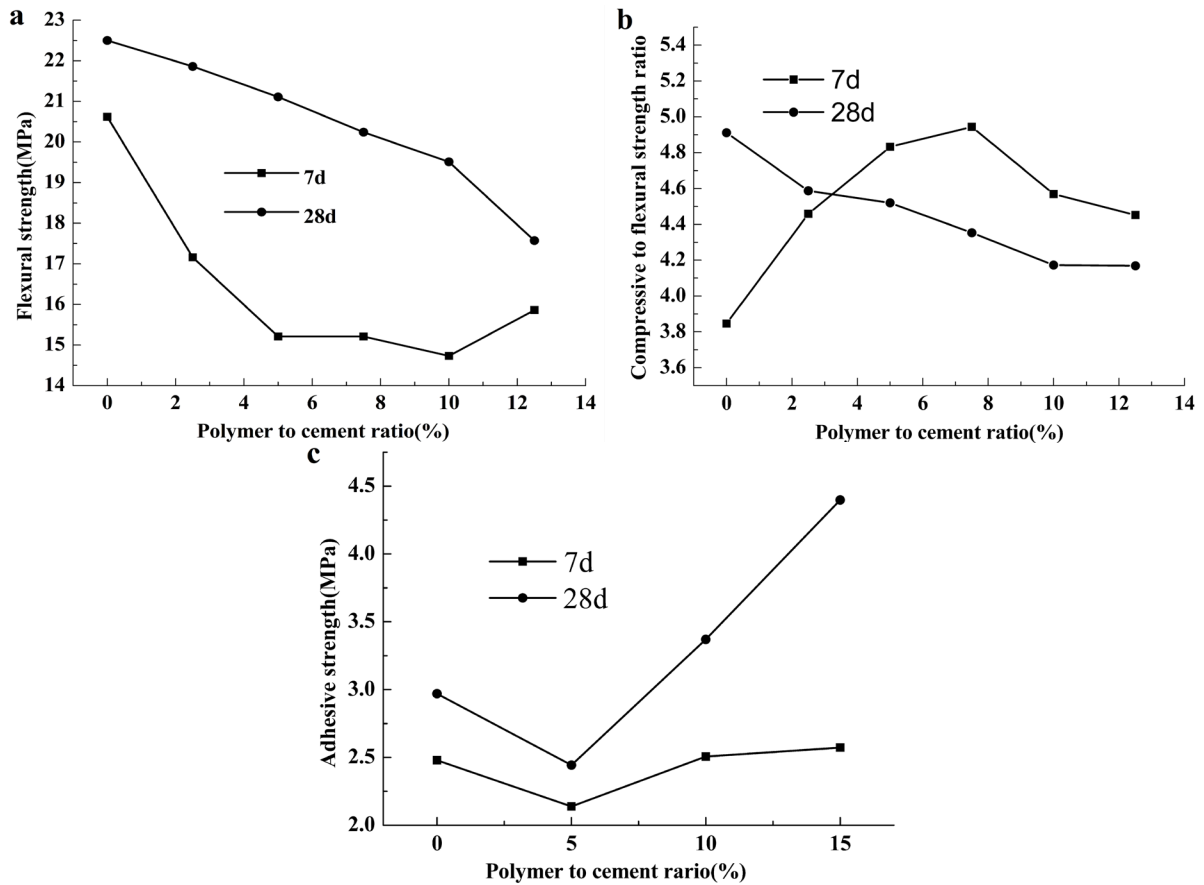 a
Flexural strength(MPa)
23
22
21
20
19
18
17
16
15
14
7d
28d
0 2 4 6 8 10 12 14
Polymer to cement ratio(%)
b
Compressive to flexural strength ratio
5.4
5.2
5.0
4.8
4.6
4.4
4.2
4.0
3.8
3.6
7d
28d
0 2 4 6 8 10 12 14
Polymer to cement ratio(%)
c
Adhesive strength(MPa)
4.5
4.0
3.5
3.0
2.5
2.0
7d
28d
0 5 10 15
Polymer to cement rario(%)